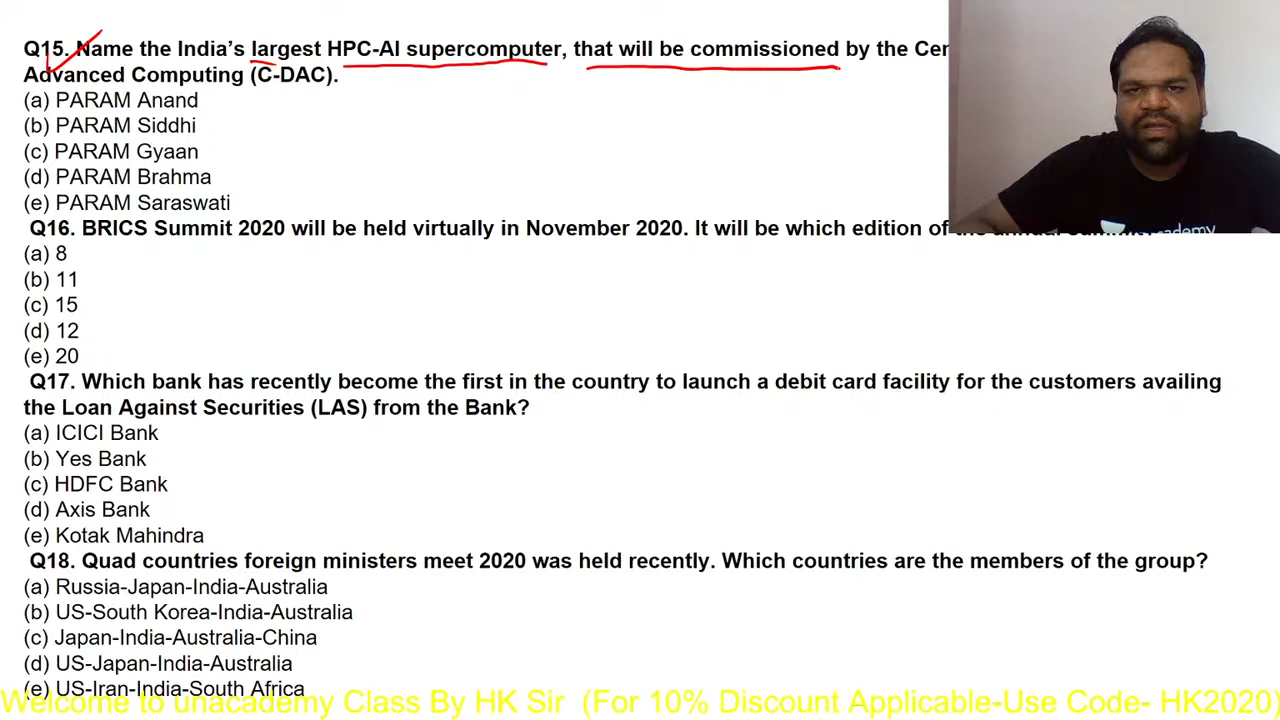 Q15. Name the India's largest HPC-AI supercomputer, that will be commissioned by the
Advanced Computing (C-DAC).
(a) PARAM Anand
(b) PARAM Siddhi
(c) PARAM Gyaan
(d) PARAM Brahma
(e) PARAM Saraswati
Q16. BRICS Summit 2020 will be held virtually in November 2020. It will be which edition of
(a) 8
(b) 11
(c) 15
(d) 12
(e) 20
Q17. Which bank has recently become the first in the country to launch a debit card facility for the customers availing
the Loan Against Securities (LAS) from the Bank?
(a) ICICI Bank
(b) Yes Bank
(c) HDFC Bank
(d) Axis Bank
(e) Kotak Mahindra
Q18. Quad countries foreign ministers meet 2020 was held recently. Which countries are the members of the group?
(a) Russia-Japan-India-Australia
(b) US-South Korea-India-Australia
(c) Japan-India-Australia-China
(d) US-Japan-India-Australia
(e) US-Iran-India-South Africa
Welcome to unacademy Class By HK Sir (For 10% Discount Applicable-Use Code- HK2020)